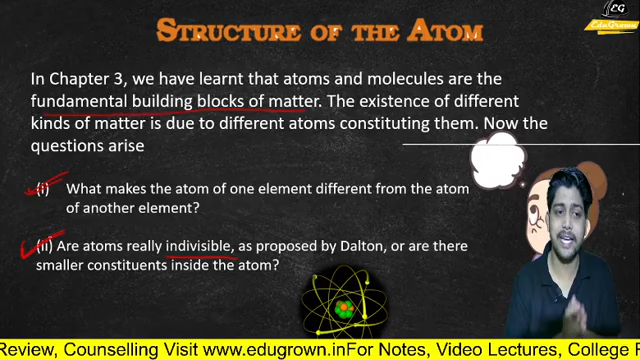 EG
EduGrown
STRUCTURE OF THE ATOM
In Chapter 3, we have learnt that atoms and molecules are the
fundamental building blocks of matter. The existence of different
kinds of matter is due to different atoms constituting them. Now the
questions arise
(i) What makes the atom of one element different from the atom
of another element?
(ii) Are atoms really indivisible, as proposed by Dalton, or are there
smaller constituents inside the atom?
Review, Counselling Visit www.edugrown.inFor Notes, Video Lectures, College R